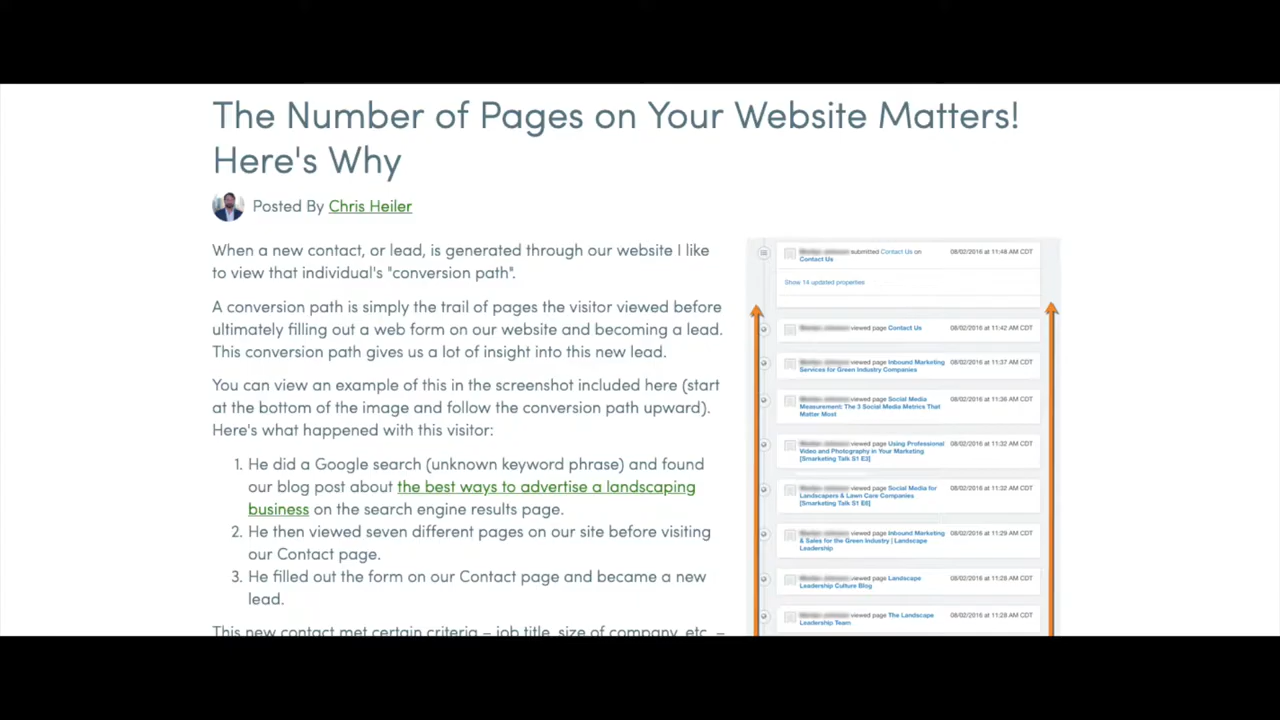 The Number of Pages on Your Website Matters!
Here's Why
Posted By Chris Heiler
When a new contact, or lead, is generated through our website I like
to view that individual's "conversion path".
A conversion path is simply the trail of pages the visitor viewed before
ultimately filling out a web form on our website and becoming a lead.
This conversion path gives us a lot of insight into this new lead.
You can view an example of this in the screenshot included here (start
at the bottom of the image and follow the conversion path upward).
Here's what happened with this visitor:
1. He did a Google search (unknown keyword phrase) and found
our blog post about the best ways to advertise a landscaping
business on the search engine results page.
2. He then viewed seven different pages on our site before visiting
our Contact page.
3. He filled out the form on our Contact page and became a new
lead.
This new contact met certain criteria – job title, size of company, etc. –
submitted Contact Us on 08/02/2016 at 11:48 AM CDT
Contact Us
Show 14 updated properties
viewed page Contact Us 08/02/2016 at 11:42 AM CDT
viewed page Inbound Marketing 08/02/2016 at 11:37 AM CDT
Services for Green Industry Companies
viewed page Social Media 08/02/2016 at 11:36 AM CDT
Measurement: The 3 Social Media Metrics That
Matter Most
viewed page Using Professional 08/02/2016 at 11:32 AM CDT
Video and Photography in Your Marketing
[Smarketing Talk S1 E3]
viewed page Social Media for 08/02/2016 at 11:32 AM CDT
Landscapers & Lawn Care Companies
[Smarketing Talk S1 E6]
viewed page Inbound Marketing 08/02/2016 at 11:29 AM CDT
& Sales for the Green Industry | Landscape
Leadership
viewed page Landscape 08/02/2016 at 11:28 AM CDT
Leadership Culture Blog
viewed page The Landscape 08/02/2016 at 11:28 AM CDT
Leadership Team